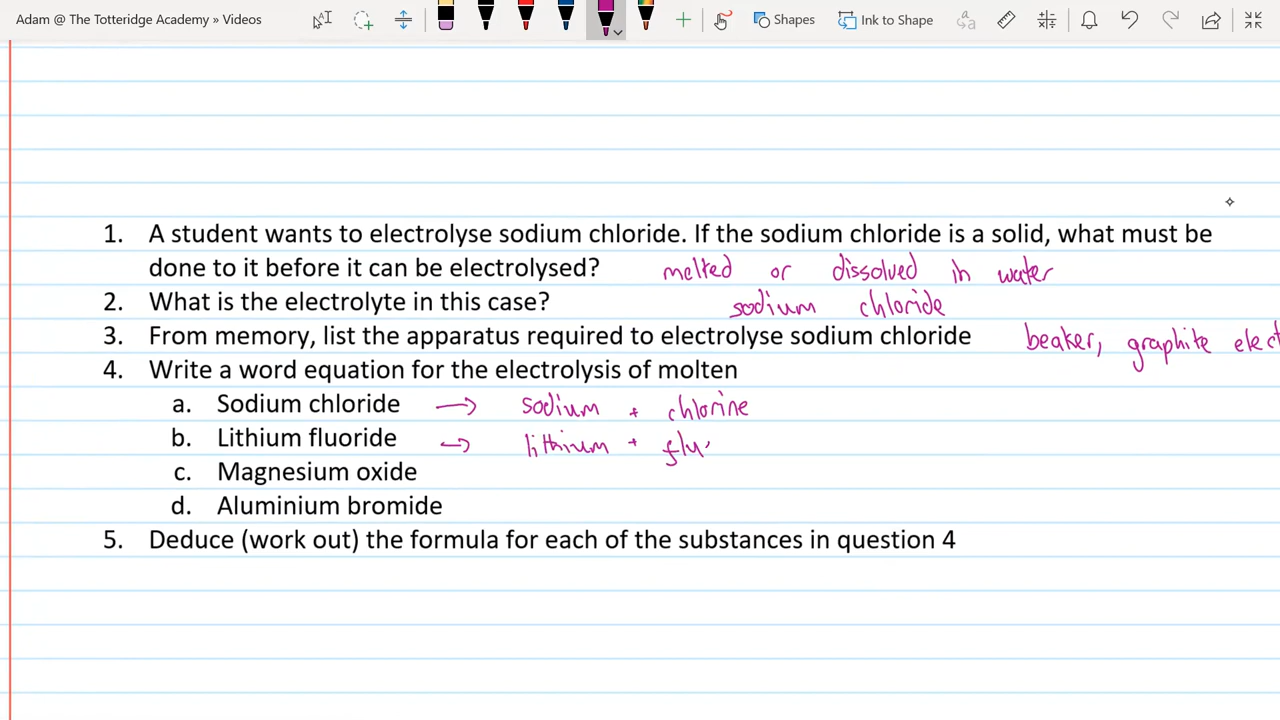 Adam @ The Totteridge Academy » Videos
Shapes
Ink to Shape
1. A student wants to electrolyse sodium chloride. If the sodium chloride is a solid, what must be
done to it before it can be electrolysed? melted or dissolved in water
2. What is the electrolyte in this case? sodium chloride
3. From memory, list the apparatus required to electrolyse sodium chloride beaker, graphite elect
4. Write a word equation for the electrolysis of molten
a. Sodium chloride → sodium + chlorine
b. Lithium fluoride → lithium + flu
c. Magnesium oxide
d. Aluminium bromide
5. Deduce (work out) the formula for each of the substances in question 4